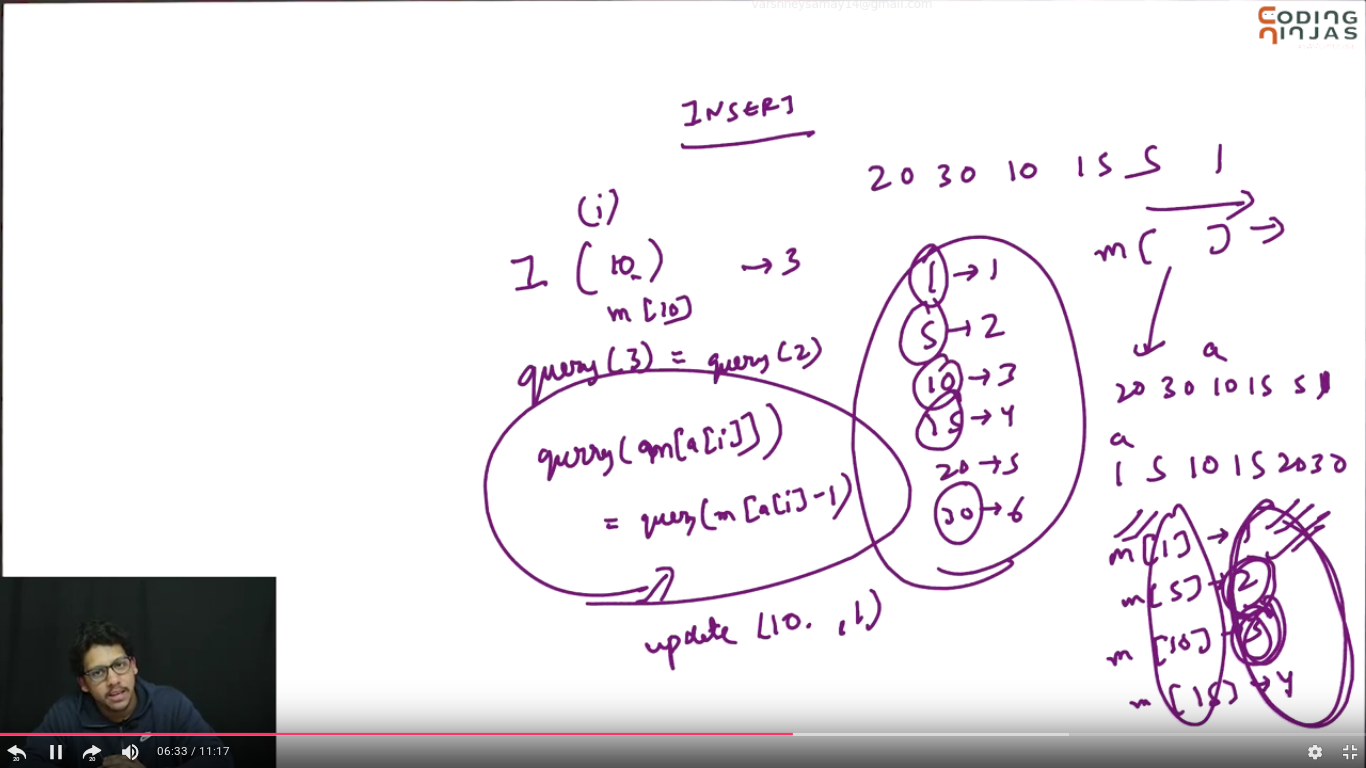 varshneysamay14@gmail.com
CODING
NINJAS
INSERT
20 30 10 15 5 1
(i)
I (10) → 3
m[10]
m[ ] →
query(3) = query(2)
query(m[a[i]])
= query(m[a[i]-1)
update (10. ,1)
1 → 1
5 → 2
10 → 3
15 → 4
20 → 5
30 → 6
a
20 30 10 15 5 1
a
1 5 10 15 20 30
m[1] → 1
m[5] → 2
m[10] → 3
m[15] → 4
20
20
06:33 / 11:17